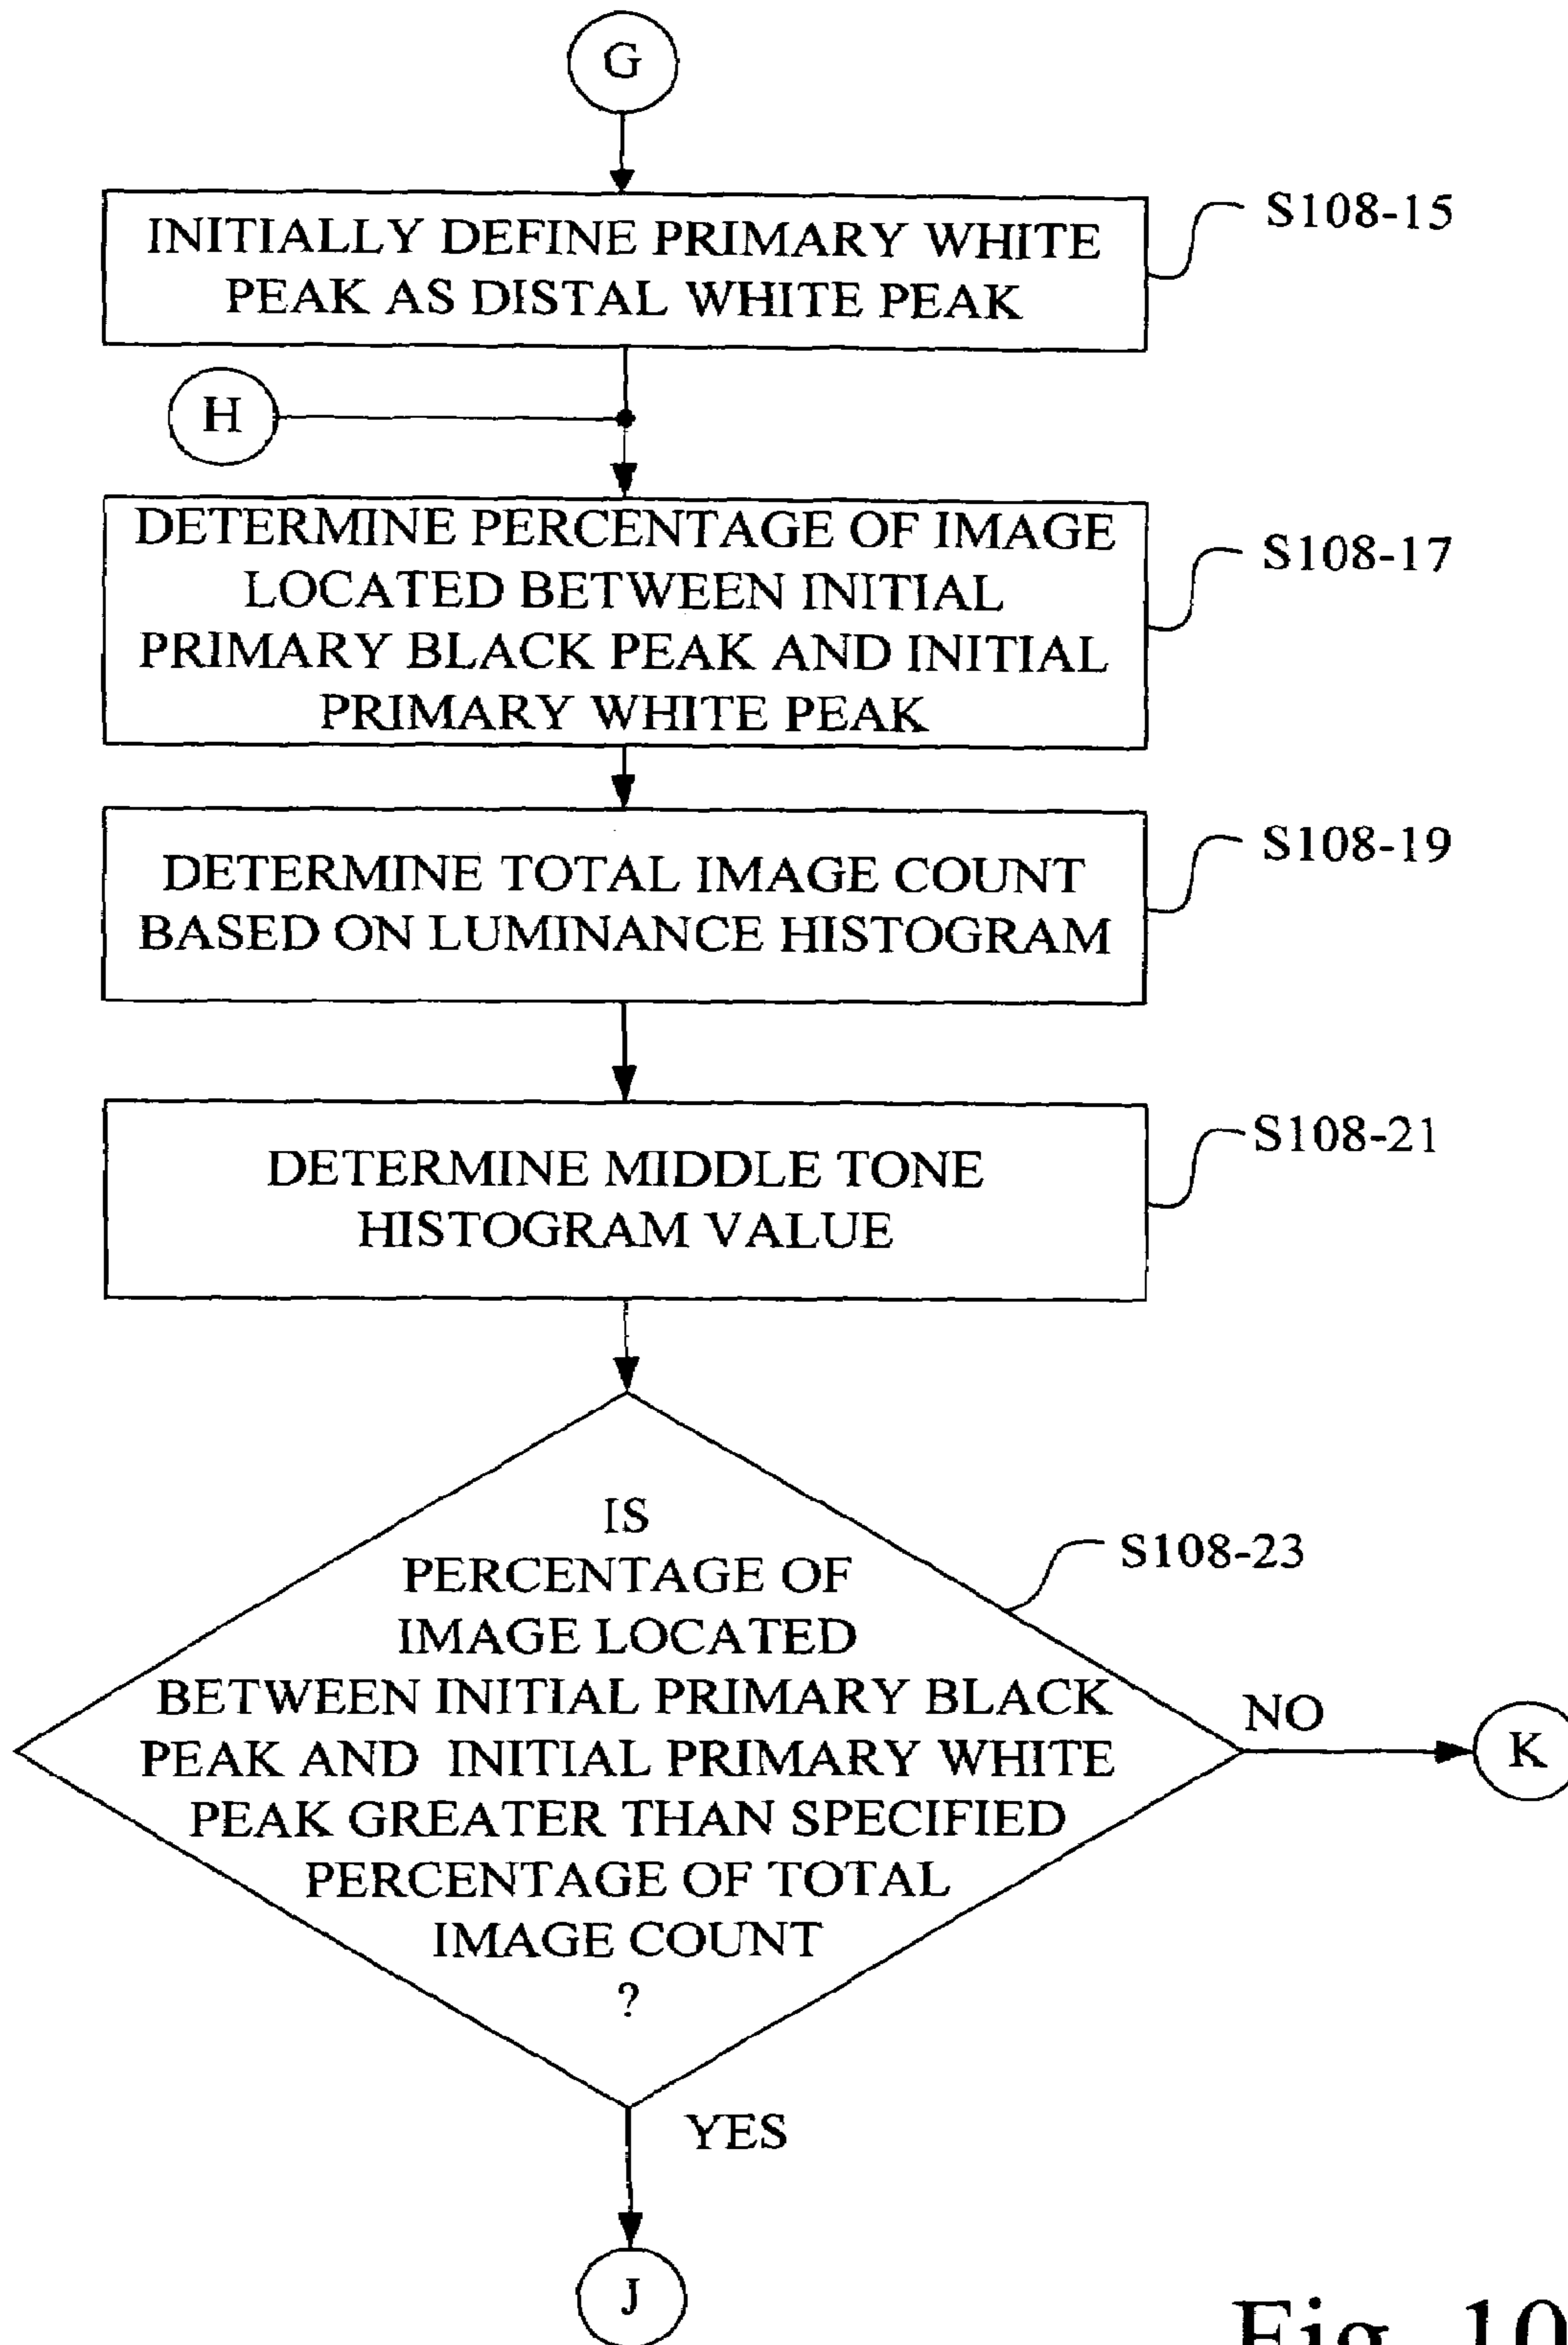 G
INITIALLY DEFINE PRIMARY WHITE
PEAK AS DISTAL WHITE PEAK
S108-15
H
DETERMINE PERCENTAGE OF IMAGE
LOCATED BETWEEN INITIAL
PRIMARY BLACK PEAK AND INITIAL
PRIMARY WHITE PEAK
S108-17
DETERMINE TOTAL IMAGE COUNT
BASED ON LUMINANCE HISTOGRAM
S108-19
DETERMINE MIDDLE TONE
HISTOGRAM VALUE
S108-21
IS
PERCENTAGE OF
IMAGE LOCATED
BETWEEN INITIAL PRIMARY BLACK
PEAK AND INITIAL PRIMARY WHITE
PEAK GREATER THAN SPECIFIED
PERCENTAGE OF TOTAL
IMAGE COUNT
?
S108-23
NO
K
YES
J
Fig. 10